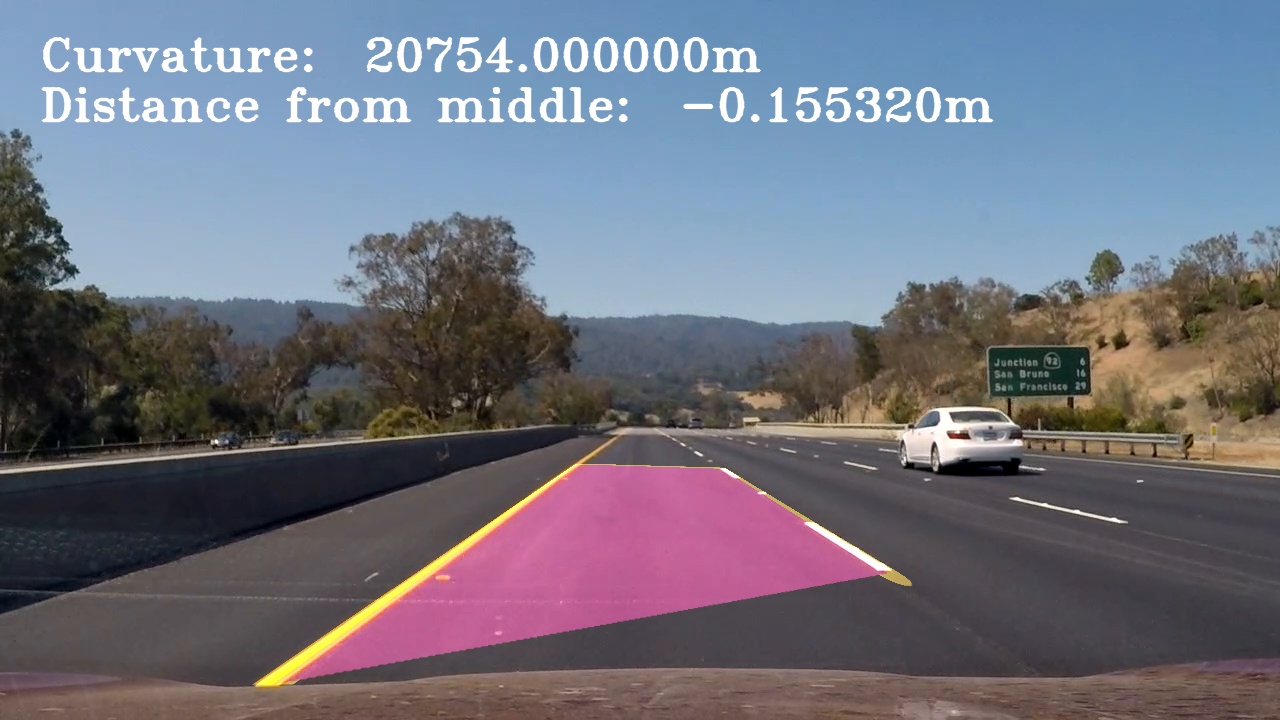 Curvature: 20754.000000m
Distance from middle: -0.155320m
Junction 92 6
San Bruno 16
San Francisco 29